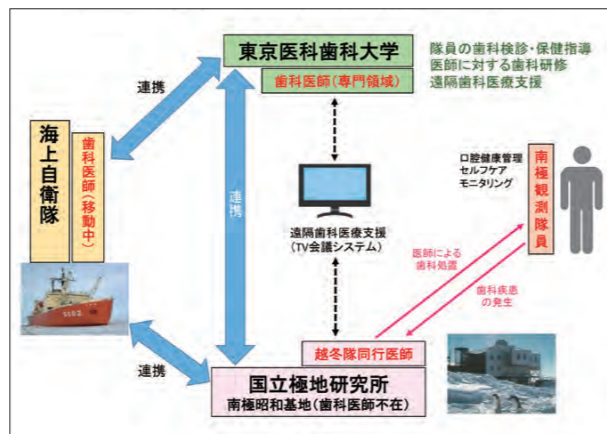 東京医科歯科大学
歯科医師(専門領域)
隊員の歯科検診・保健指導
医師に対する歯科研修
遠隔歯科医療支援
連携
海上自衛隊
歯科医師(移動中)
連携
遠隔歯科医療支援
(TV会議システム)
口腔健康管理
セルフケア
モニタリング
南極観測隊員
医師による
歯科処置
歯科疾患
の発生
連携
越冬隊同行医師
国立極地研究所
南極昭和基地(歯科医師不在)